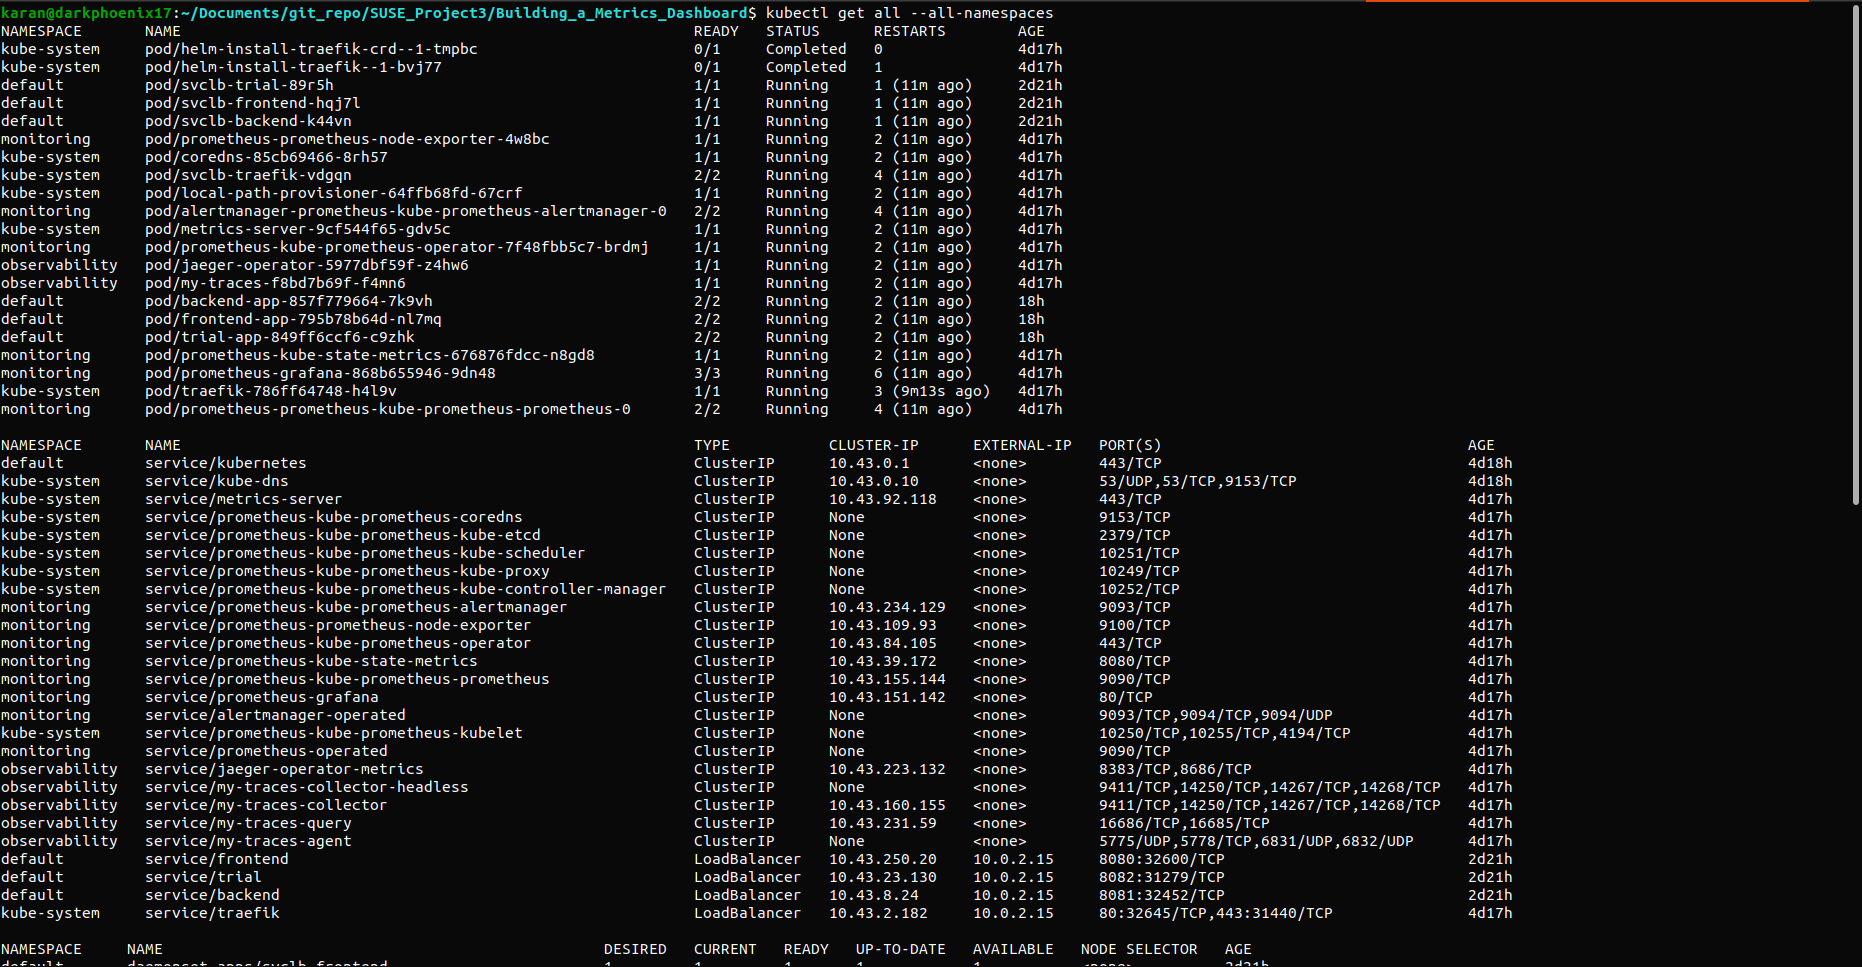 karan@darkphoenix17:~/Documents/git_repo/SUSE_Project3/Building_a_Metrics_Dashboard$ kubectl get all --all-namespaces
NAMESPACE NAME READY STATUS RESTARTS AGE
kube-system pod/helm-install-traefik-crd--1-tmpbc 0/1 Completed 0 4d17h
kube-system pod/helm-install-traefik--1-bvj77 0/1 Completed 1 4d17h
default pod/svclb-trial-89r5h 1/1 Running 1 (11m ago) 2d21h
default pod/svclb-frontend-hqj7l 1/1 Running 1 (11m ago) 2d21h
default pod/svclb-backend-k44vn 1/1 Running 1 (11m ago) 2d21h
monitoring pod/prometheus-prometheus-node-exporter-4w8bc 1/1 Running 2 (11m ago) 4d17h
kube-system pod/coredns-85cb69466-8rh57 1/1 Running 2 (11m ago) 4d17h
kube-system pod/svclb-traefik-vdgqn 2/2 Running 4 (11m ago) 4d17h
kube-system pod/local-path-provisioner-64ffb68fd-67crf 1/1 Running 2 (11m ago) 4d17h
monitoring pod/alertmanager-prometheus-kube-prometheus-alertmanager-0 2/2 Running 4 (11m ago) 4d17h
kube-system pod/metrics-server-9cf544f65-gdv5c 1/1 Running 2 (11m ago) 4d17h
monitoring pod/prometheus-kube-prometheus-operator-7f48fbb5c7-brdmj 1/1 Running 2 (11m ago) 4d17h
observability pod/jaeger-operator-5977dbf59f-z4hw6 1/1 Running 2 (11m ago) 4d17h
observability pod/my-traces-f8bd7b69f-f4mn6 1/1 Running 2 (11m ago) 4d17h
default pod/backend-app-857f779664-7k9vh 2/2 Running 2 (11m ago) 18h
default pod/frontend-app-795b78b64d-nl7mq 2/2 Running 2 (11m ago) 18h
default pod/trial-app-849ff6ccf6-c9zhk 2/2 Running 2 (11m ago) 18h
monitoring pod/prometheus-kube-state-metrics-676876fdcc-n8gd8 1/1 Running 2 (11m ago) 4d17h
monitoring pod/prometheus-grafana-868b655946-9dn48 3/3 Running 6 (11m ago) 4d17h
kube-system pod/traefik-786ff64748-h4l9v 1/1 Running 3 (9m13s ago) 4d17h
monitoring pod/prometheus-prometheus-kube-prometheus-prometheus-0 2/2 Running 4 (11m ago) 4d17h
NAMESPACE NAME TYPE CLUSTER-IP EXTERNAL-IP PORT(S) AGE
default service/kubernetes ClusterIP 10.43.0.1 <none> 443/TCP 4d18h
kube-system service/kube-dns ClusterIP 10.43.0.10 <none> 53/UDP,53/TCP,9153/TCP 4d18h
kube-system service/metrics-server ClusterIP 10.43.92.118 <none> 443/TCP 4d17h
kube-system service/prometheus-kube-prometheus-coredns ClusterIP None <none> 9153/TCP 4d17h
kube-system service/prometheus-kube-prometheus-kube-etcd ClusterIP None <none> 2379/TCP 4d17h
kube-system service/prometheus-kube-prometheus-kube-scheduler ClusterIP None <none> 10251/TCP 4d17h
kube-system service/prometheus-kube-prometheus-kube-proxy ClusterIP None <none> 10249/TCP 4d17h
kube-system service/prometheus-kube-prometheus-kube-controller-manager ClusterIP None <none> 10252/TCP 4d17h
monitoring service/prometheus-kube-prometheus-alertmanager ClusterIP 10.43.234.129 <none> 9093/TCP 4d17h
monitoring service/prometheus-prometheus-node-exporter ClusterIP 10.43.109.93 <none> 9100/TCP 4d17h
monitoring service/prometheus-kube-prometheus-operator ClusterIP 10.43.84.105 <none> 443/TCP 4d17h
monitoring service/prometheus-kube-state-metrics ClusterIP 10.43.39.172 <none> 8080/TCP 4d17h
monitoring service/prometheus-kube-prometheus-prometheus ClusterIP 10.43.155.144 <none> 9090/TCP 4d17h
monitoring service/prometheus-grafana ClusterIP 10.43.151.142 <none> 80/TCP 4d17h
monitoring service/alertmanager-operated ClusterIP None <none> 9093/TCP,9094/TCP,9094/UDP 4d17h
kube-system service/prometheus-kube-prometheus-kubelet ClusterIP None <none> 10250/TCP,10255/TCP,4194/TCP 4d17h
monitoring service/prometheus-operated ClusterIP None <none> 9090/TCP 4d17h
observability service/jaeger-operator-metrics ClusterIP 10.43.223.132 <none> 8383/TCP,8686/TCP 4d17h
observability service/my-traces-collector-headless ClusterIP None <none> 9411/TCP,14250/TCP,14267/TCP,14268/TCP 4d17h
observability service/my-traces-collector ClusterIP 10.43.160.155 <none> 9411/TCP,14250/TCP,14267/TCP,14268/TCP 4d17h
observability service/my-traces-query ClusterIP 10.43.231.59 <none> 16686/TCP,16685/TCP 4d17h
observability service/my-traces-agent ClusterIP None <none> 5775/UDP,5778/TCP,6831/UDP,6832/UDP 4d17h
default service/frontend LoadBalancer 10.43.250.20 10.0.2.15 8080:32600/TCP 2d21h
default service/trial LoadBalancer 10.43.23.130 10.0.2.15 8082:31279/TCP 2d21h
default service/backend LoadBalancer 10.43.8.24 10.0.2.15 8081:32452/TCP 2d21h
kube-system service/traefik LoadBalancer 10.43.2.182 10.0.2.15 80:32645/TCP,443:31440/TCP 4d17h
NAMESPACE NAME DESIRED CURRENT READY UP-TO-DATE AVAILABLE NODE SELECTOR AGE